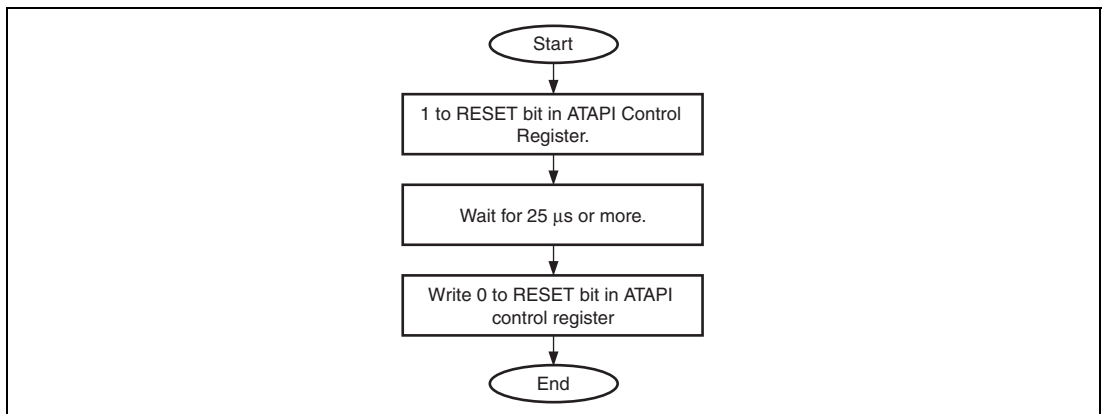 Start
1 to RESET bit in ATAPI Control
Register.
Wait for 25 μs or more.
Write 0 to RESET bit in ATAPI
control register
End